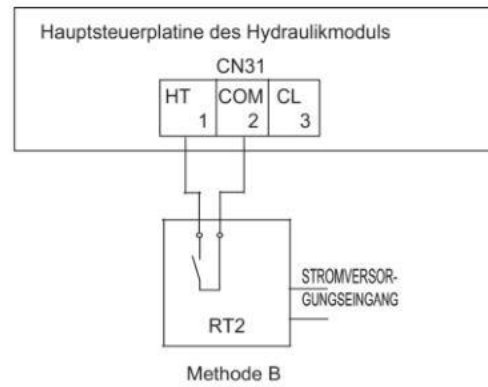 Hauptsteuerplatine des Hydraulikmoduls
CN31
HT COM CL
1 2 3
STROMVERSOR-
GUNGSEINGANG
RT2
Methode B